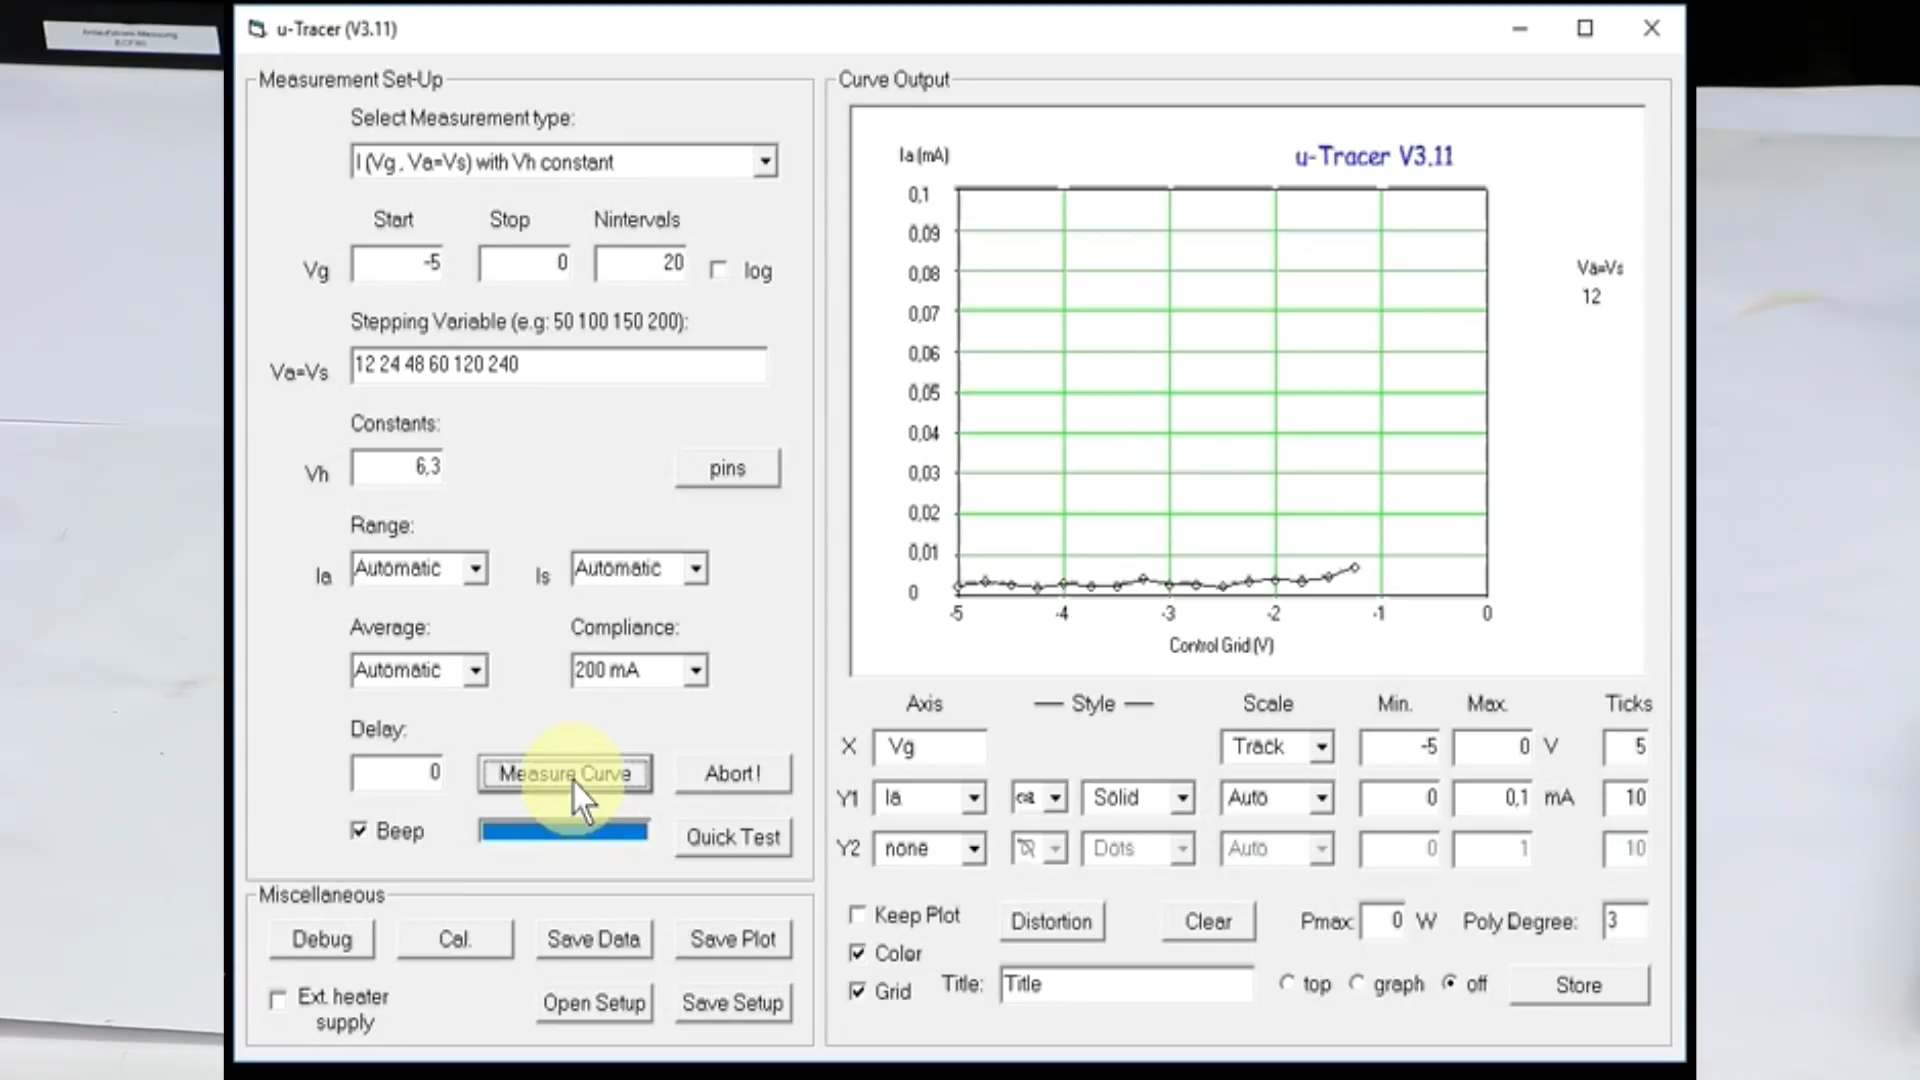 u-Tracer (V3.11)
Measurement Set-Up
Select Measurement type:
I (Vg , Va=Vs) with Vh constant
Start Stop Nintervals
Vg -5 0 20 log
Stepping Variable (e.g: 50 100 150 200):
Va=Vs 12 24 48 60 120 240
Constants:
Vh 6,3 pins
Range:
Ia Automatic Is Automatic
Average: Compliance:
Automatic 200 mA
Delay:
0 Measure Curve Abort!
Beep Quick Test
Miscellaneous
Debug Cal. Save Data Save Plot
Ext. heater supply Open Setup Save Setup
Curve Output
Ia (mA) u-Tracer V3.11
0,1
0,09
0,08
0,07
0,06
0,05
0,04
0,03
0,02
0,01
0
-5 -4 -3 -2 -1 0
Control Grid (V)
Va=Vs
12
Axis Style Scale Min. Max. Ticks
X Vg Track -5 0 V 5
Y1 Ia Solid Auto 0 0,1 mA 10
Y2 none Dots Auto 0 1 10
Keep Plot Distortion Clear Pmax: 0 W Poly Degree: 3
Color
Grid Title: Title top graph off Store